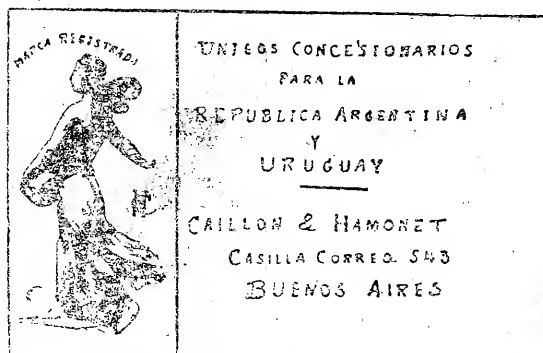 MARCA REGISTRADA
UNICOS CONCESIONARIOS
PARA LA
REPUBLICA ARGENTINA
Y
URUGUAY
CAILLON & HAMONET
CASILLA CORREO 543
BUENOS AIRES